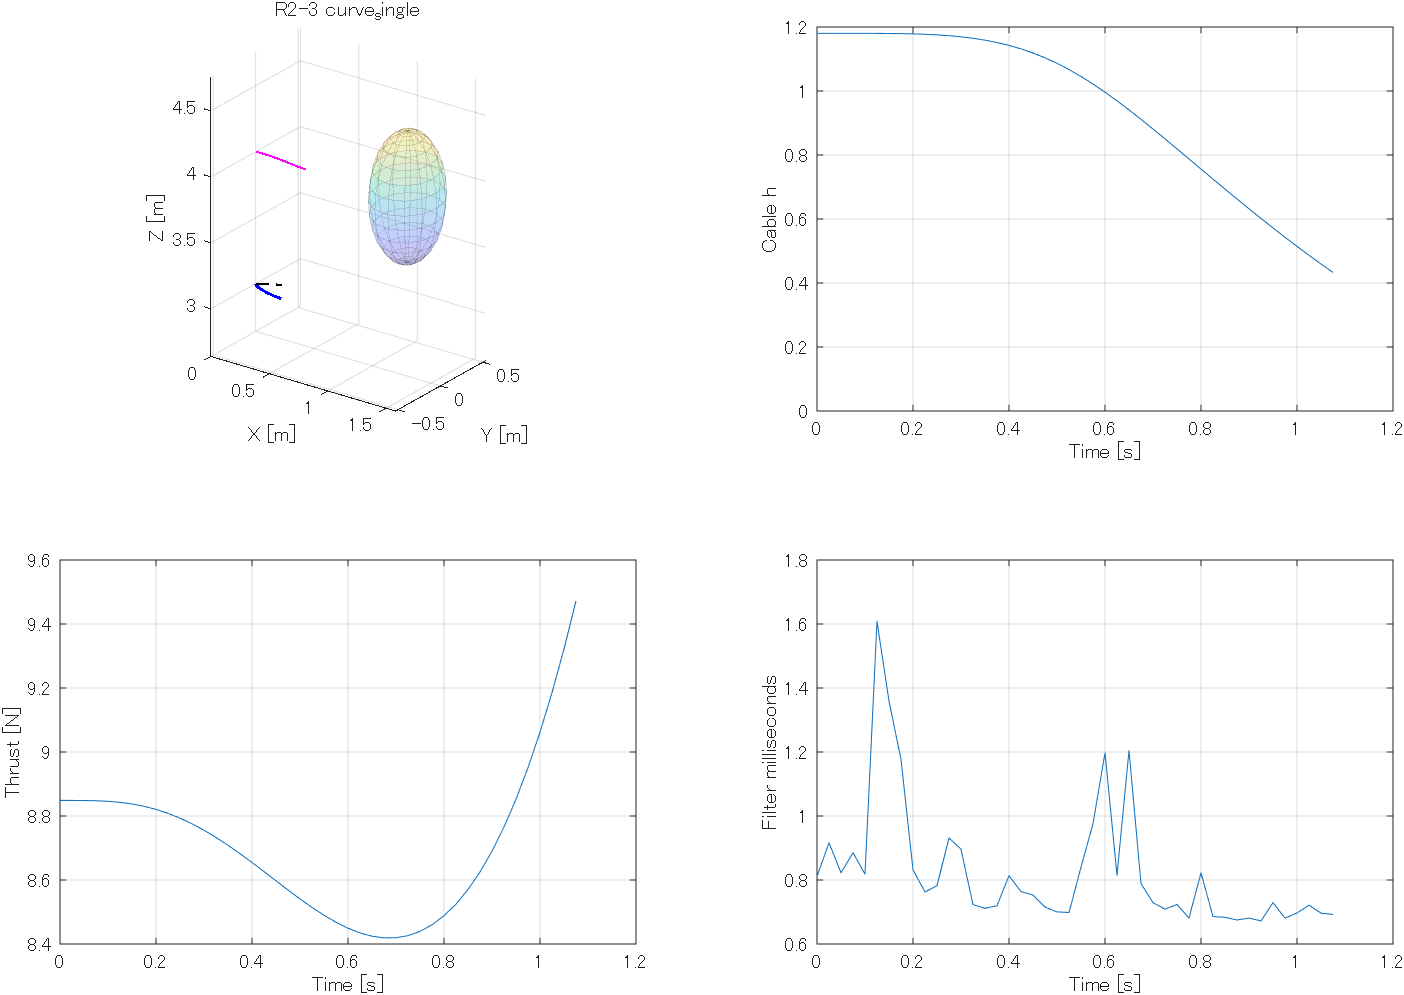 R2-3 curvesingle
4.5
4
3.5
3
Z [m]
0
0.5
1
1.5
X [m]
-0.5
0
0.5
Y [m]
1.2
1
0.8
0.6
0.4
0.2
0
Cable h
0 0.2 0.4 0.6 0.8 1 1.2
Time [s]
9.6
9.4
9.2
9
8.8
8.6
8.4
Thrust [N]
0 0.2 0.4 0.6 0.8 1 1.2
Time [s]
1.8
1.6
1.4
1.2
1
0.8
0.6
Filter milliseconds
0 0.2 0.4 0.6 0.8 1 1.2
Time [s]